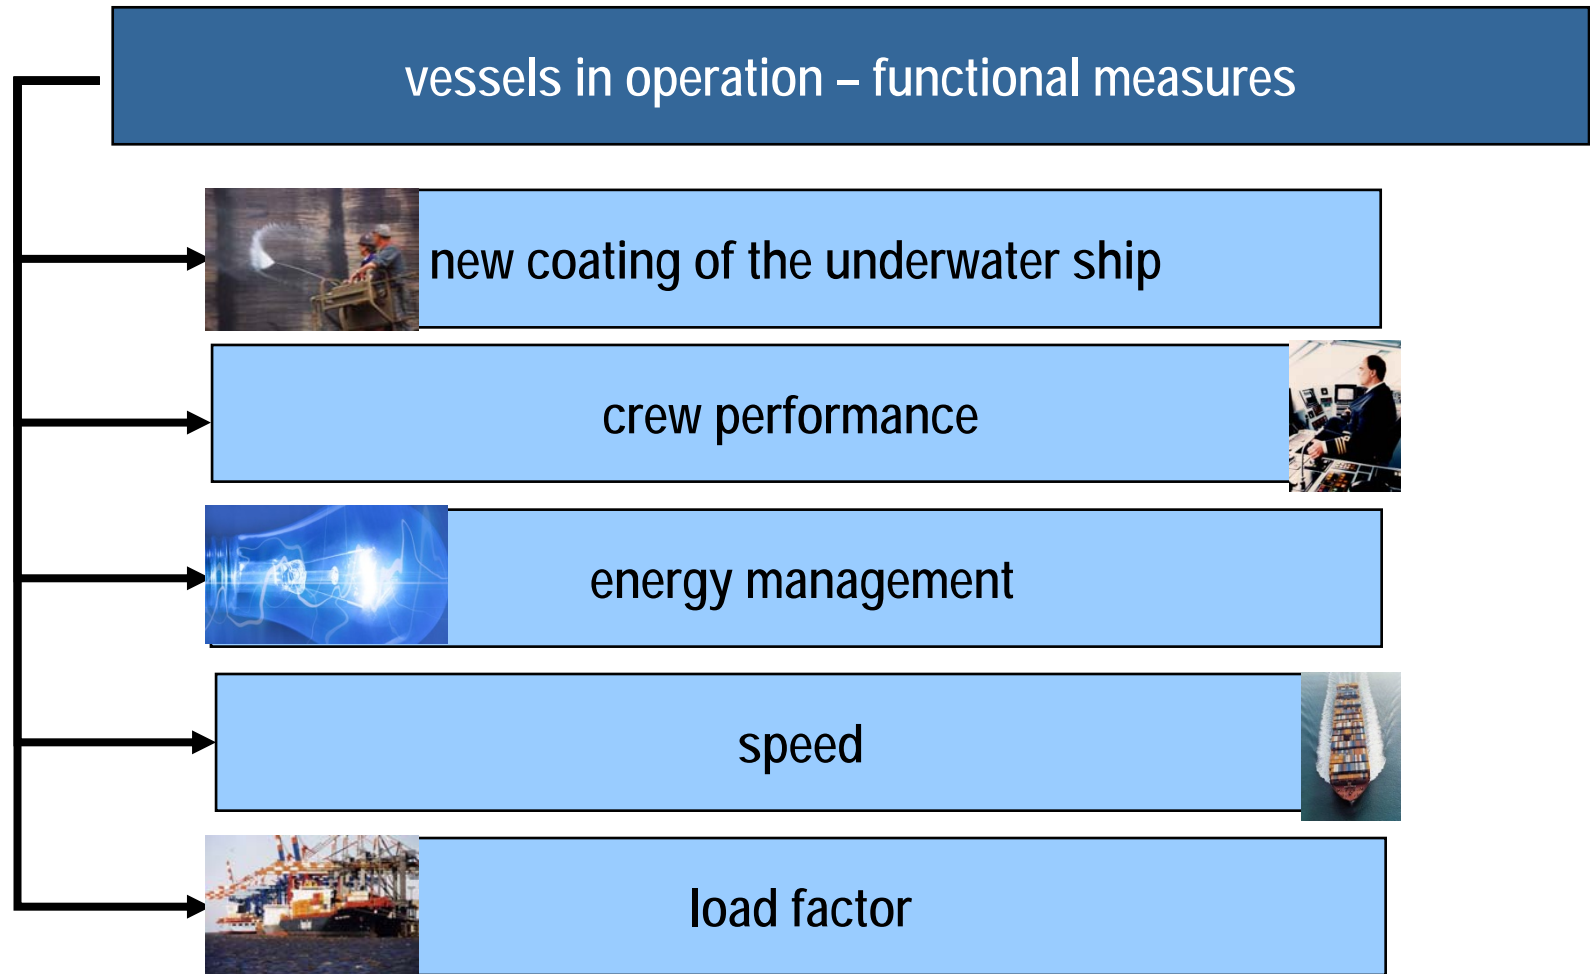 vessels in operation – functional measures
new coating of the underwater ship
crew performance
energy management
speed
load factor